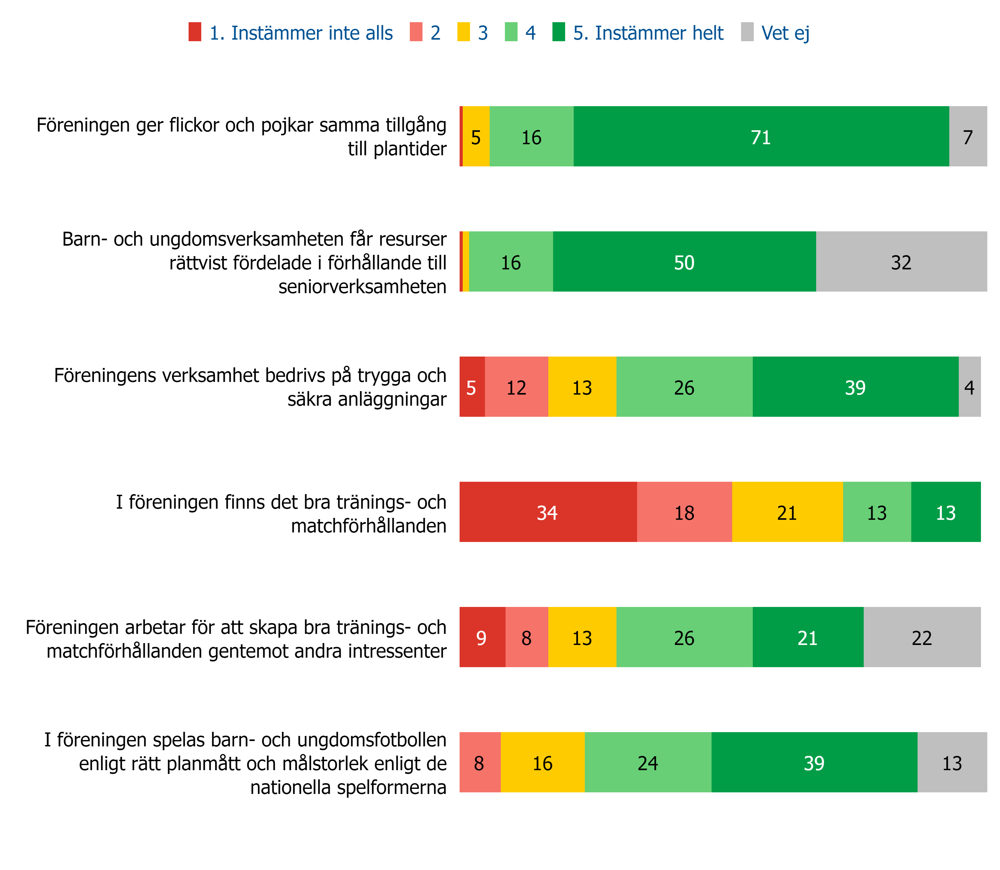 1. Instämmer inte alls 2 3 4 5. Instämmer helt Vet ej
Föreningen ger flickor och pojkar samma tillgång
till plantider
5 16 71 7
Barn- och ungdomsverksamheten får resurser
rättvist fördelade i förhållande till
seniorverksamheten
16 50 32
Föreningens verksamhet bedrivs på trygga och
säkra anläggningar
5 12 13 26 39 4
I föreningen finns det bra tränings- och
matchförhållanden
34 18 21 13 13
Föreningen arbetar för att skapa bra tränings- och
matchförhållanden gentemot andra intressenter
9 8 13 26 21 22
I föreningen spelas barn- och ungdomsfotbollen
enligt rätt planmått och målstorlek enligt de
nationella spelformerna
8 16 24 39 13